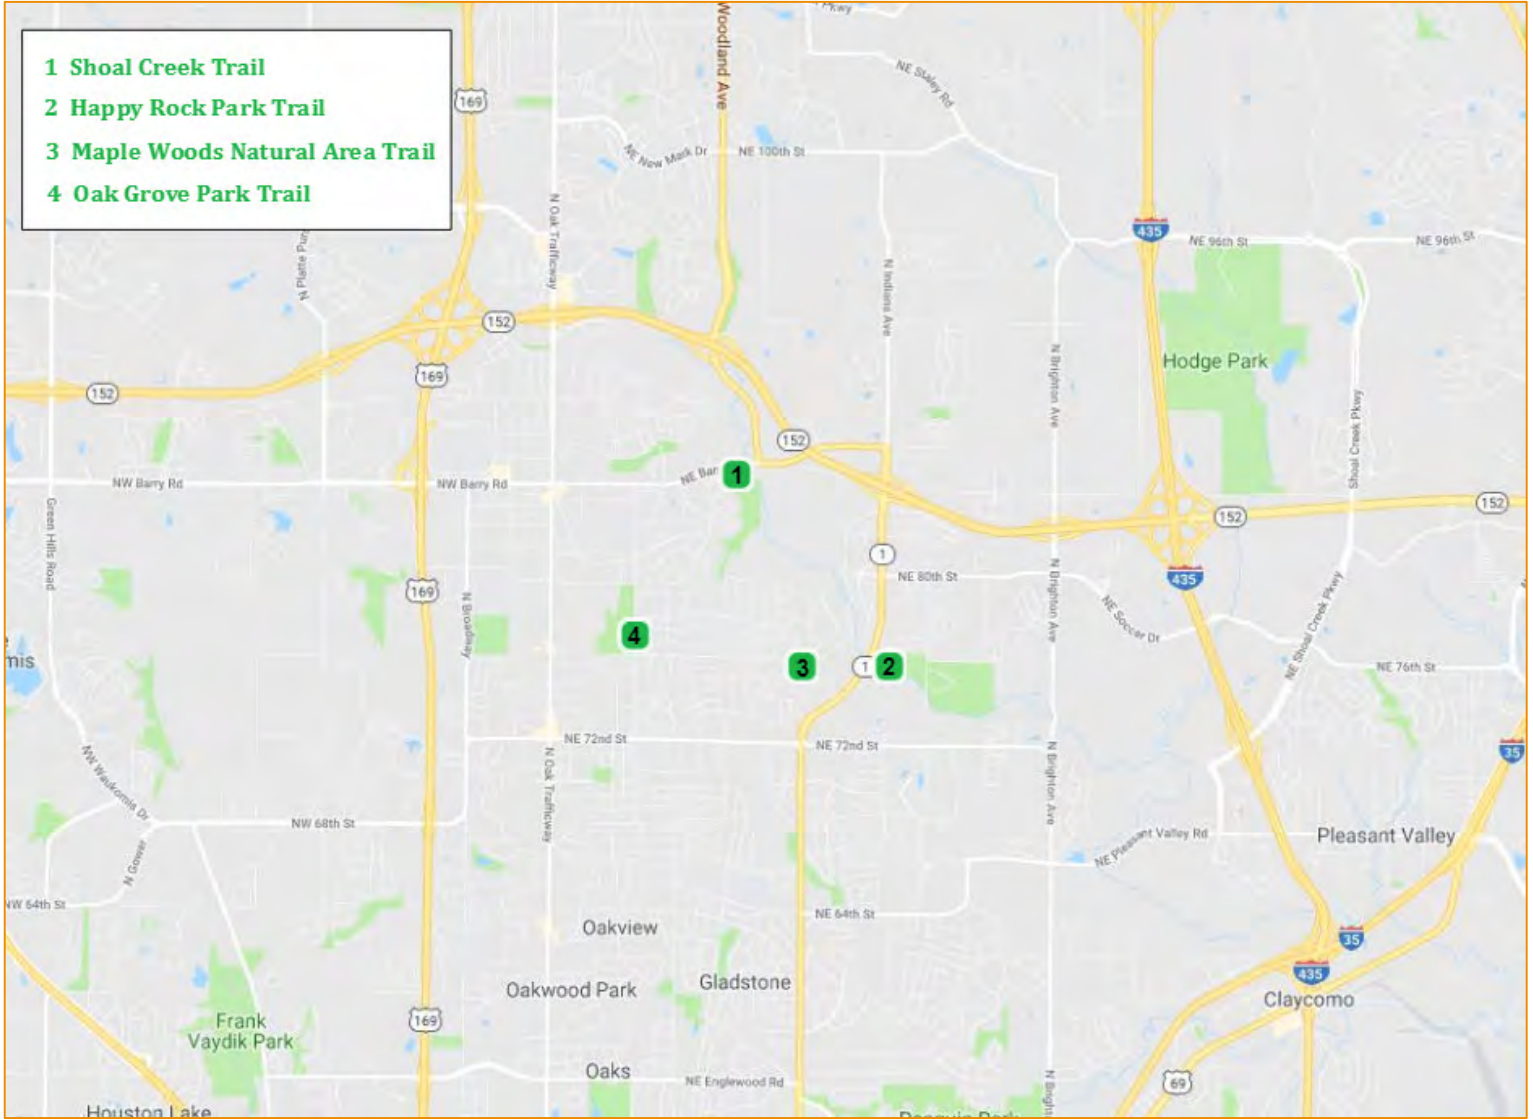 1 Shoal Creek Trail
2 Happy Rock Park Trail
3 Maple Woods Natural Area Trail
4 Oak Grove Park Trail
Pkwy
Woodland Ave
NE Staley Rd
169
NE New Mark Dr
NE 100th St
N Oak Trafficway
435
NE 96th St
NE 96th St
N Platte
N Indiana Ave
152
169
152
Hodge Park
N Brighton Ave
Shoal Creek Pkwy
152
1
NE
NW Barry Rd
NW Barry Rd
152
152
Green Hills Road
1
NE 80th St
435
169
N Broadway
N Brighton Ave
NE Soccer Dr
NE Shoal Creek Pkwy
4
3
1
2
NE 76th St
NE 72nd St
NE 72nd St
35
NW Waukomis Dr
N Oak Trafficway
N Brighton Ave
NW 68th St
NE Pleasant Valley Rd
Pleasant Valley
N Gower
NW 64th St
NE 64th St
Oakview
35
435
Gladstone
Oakwood Park
Claycomo
Frank
Vaydik Park
169
Oaks
NE Englewood Rd
69
Houston Lake
Penguin Park